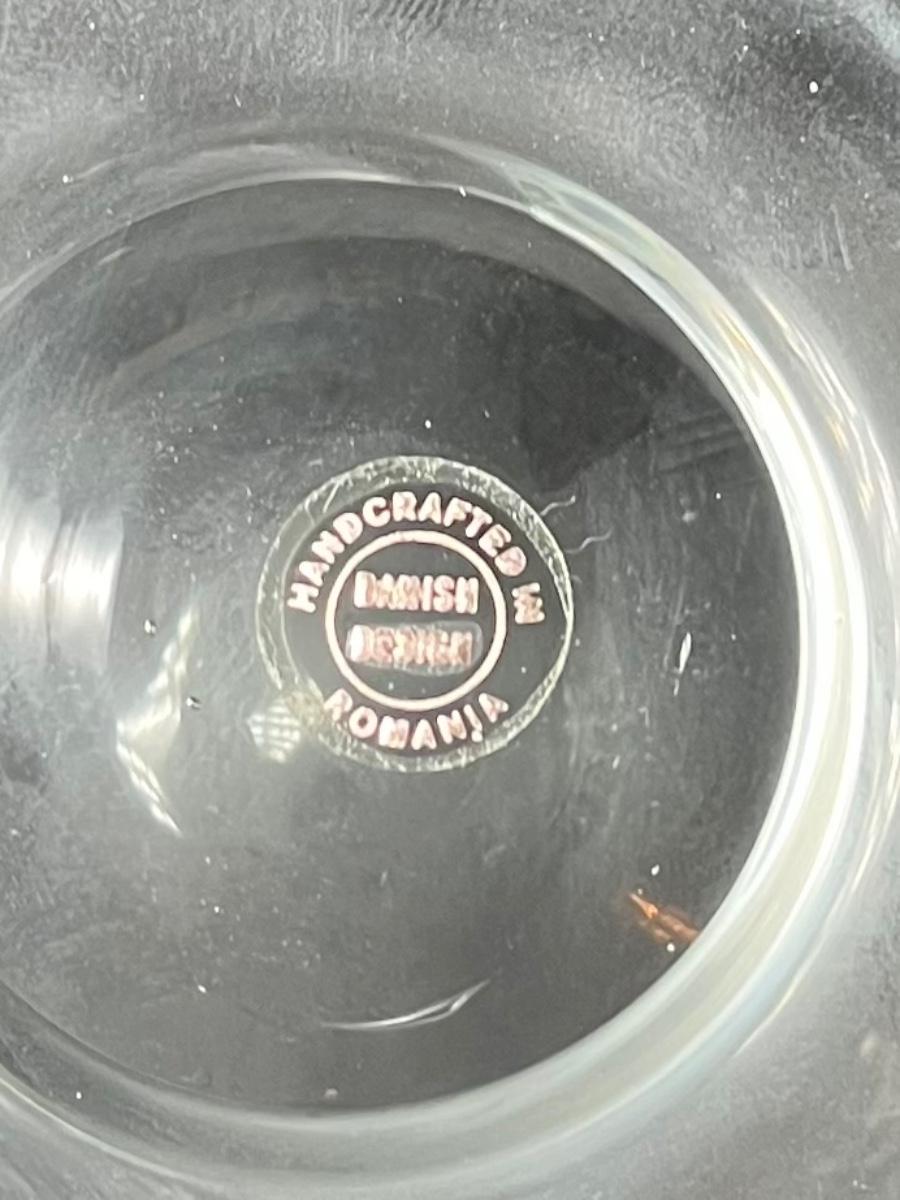 HANDCRAFTED IN
DANISH
DESIGN
ROMANIA